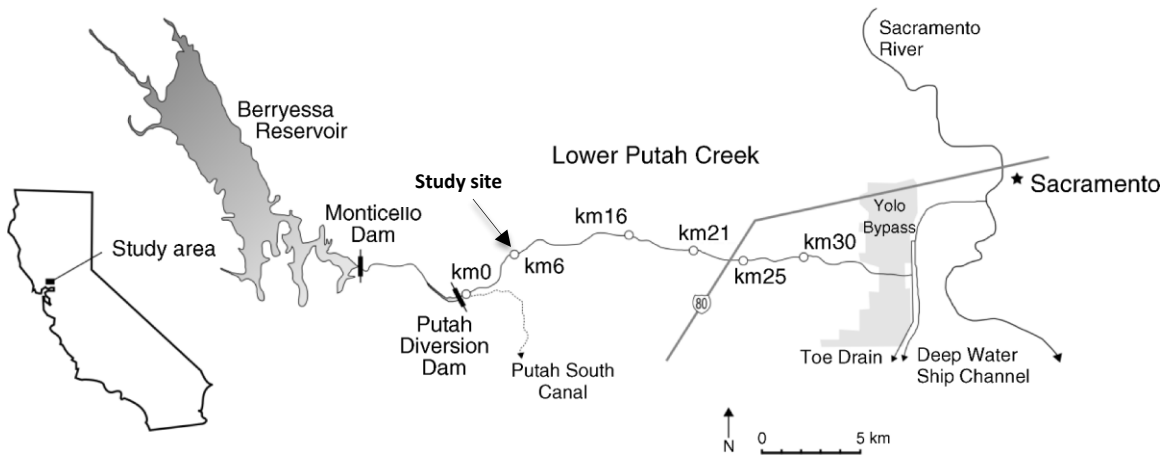 Sacramento
River
Berryessa
Reservoir
Lower Putah Creek
Study site
Sacramento
Yolo
Bypass
Monticello
Dam
km16
Study area
km21
km30
km0
km6
km25
80
Putah
Diversion
Dam
Putah South
Canal
Toe Drain
Deep Water
Ship Channel
N
0
5 km